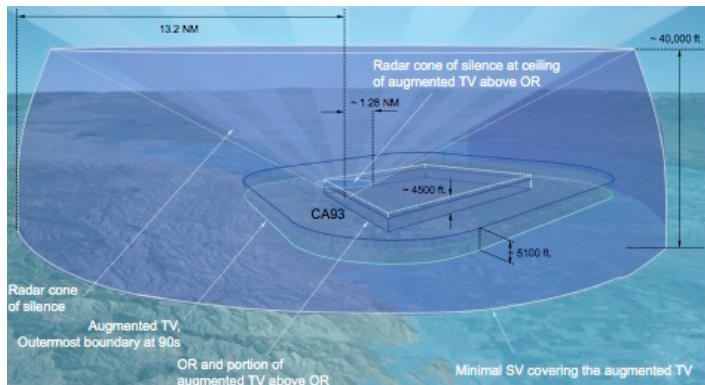 13.2 NM
~ 40,000 ft.
Radar cone of silence at ceiling
of augmented TV above OR
~ 1.28 NM
~ 4500 ft.
CA93
~ 5100 ft.
Radar cone
of silence
Augmented TV,
Outermost boundary at 90s
OR and portion of
augmented TV above OR
Minimal SV covering the augmented TV